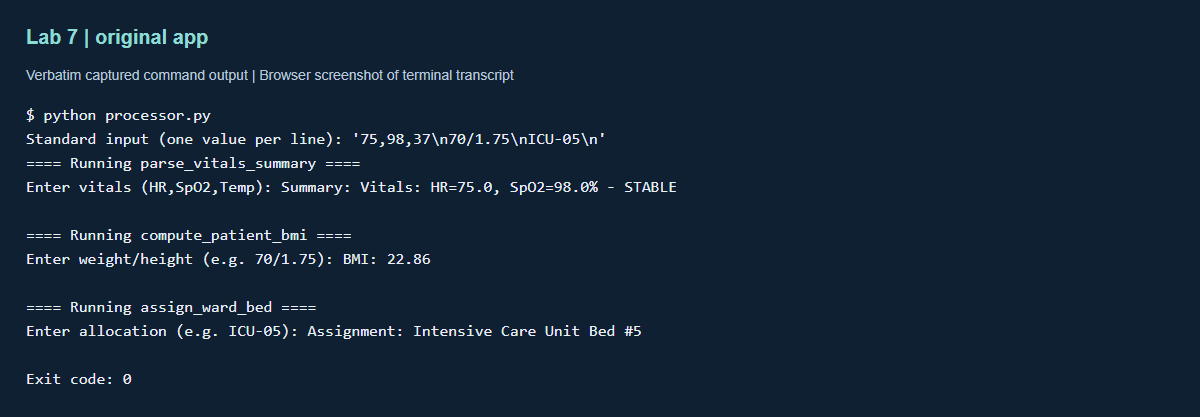 Lab 7 | original app
Verbatim captured command output | Browser screenshot of terminal transcript
$ python processor.py
Standard input (one value per line): '75,98,37\n70/1.75\nICU-05\n'
==== Running parse_vitals_summary ====
Enter vitals (HR,SpO2,Temp): Summary: Vitals: HR=75.0, SpO2=98.0% - STABLE
==== Running compute_patient_bmi ====
Enter weight/height (e.g. 70/1.75): BMI: 22.86
==== Running assign_ward_bed ====
Enter allocation (e.g. ICU-05): Assignment: Intensive Care Unit Bed #5
Exit code: 0